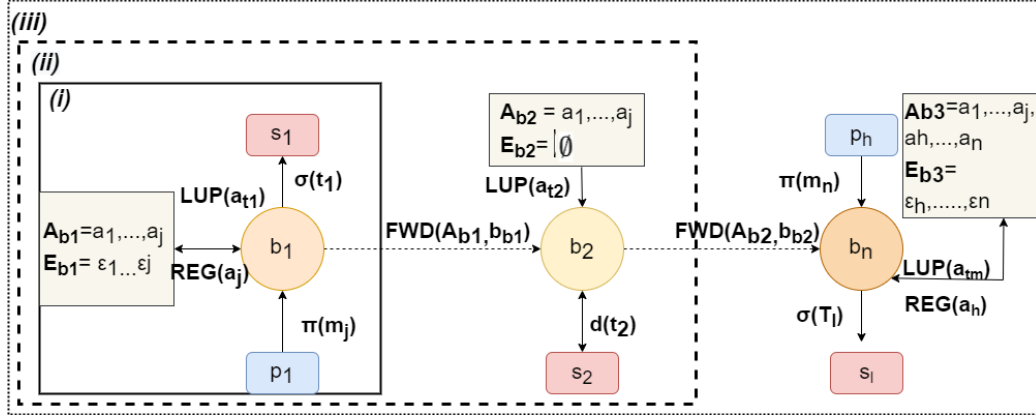 (iii)
(ii)
(i)
s1
σ(t1)
LUP(at1)
Ab1=a1,...,aj
Eb1= ε1...εj
b1
REG(aj)
π(mj)
p1
FWD(Ab1,bb1)
Ab2 = a1,...,aj
Eb2= ∅
LUP(at2)
b2
d(t2)
s2
FWD(Ab2,bb2)
ph
π(mn)
Ab3=a1,...,aj,
ah,...,an
Eb3=
εh,.....,εn
bn
LUP(atm)
REG(ah)
σ(Tl)
sl